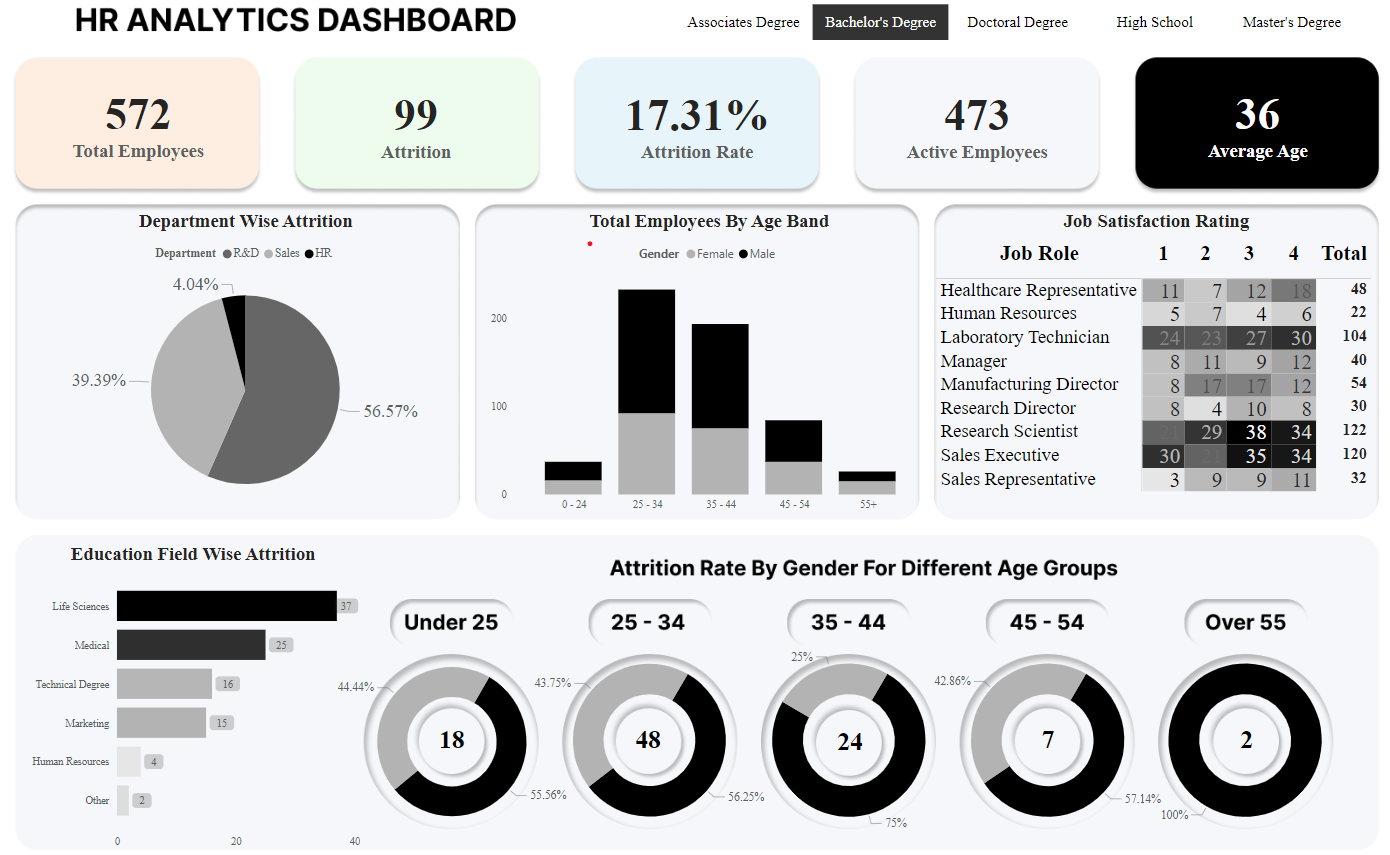 HR ANALYTICS DASHBOARD
Associates Degree Bachelor's Degree Doctoral Degree High School Master's Degree
572 99 17.31% 473 36
Total Employees Attrition Attrition Rate Active Employees Average Age
Department Wise Attrition
Department R&D Sales HR
4.04%
39.39%
56.57%
Total Employees By Age Band
Gender Female Male
200
100
0
0 - 24 25 - 34 35 - 44 45 - 54 55+
Job Satisfaction Rating
Job Role 1 2 3 4 Total
Healthcare Representative 11 7 12 18 48
Human Resources 5 7 4 6 22
Laboratory Technician 24 23 27 30 104
Manager 8 11 9 12 40
Manufacturing Director 8 17 17 12 54
Research Director 8 4 10 8 30
Research Scientist 21 29 38 34 122
Sales Executive 30 21 35 34 120
Sales Representative 3 9 9 11 32
Education Field Wise Attrition
Life Sciences 37
Medical 25
Technical Degree 16
Marketing 15
Human Resources 4
Other 2
0 20 40
Attrition Rate By Gender For Different Age Groups
Under 25 25 - 34 35 - 44 45 - 54 Over 55
44.44% 18 55.56%
43.75% 48 56.25%
25% 24 75%
42.86% 7 57.14%
2 100%